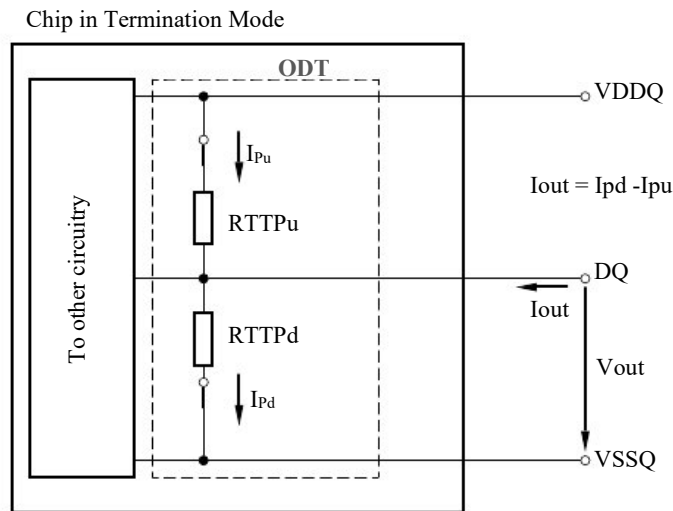 Chip in Termination Mode
ODT
VDDQ
IPu
Iout = Ipd -Ipu
RTTPu
To other circuitry
DQ
Iout
RTTPd
Vout
IPd
VSSQ